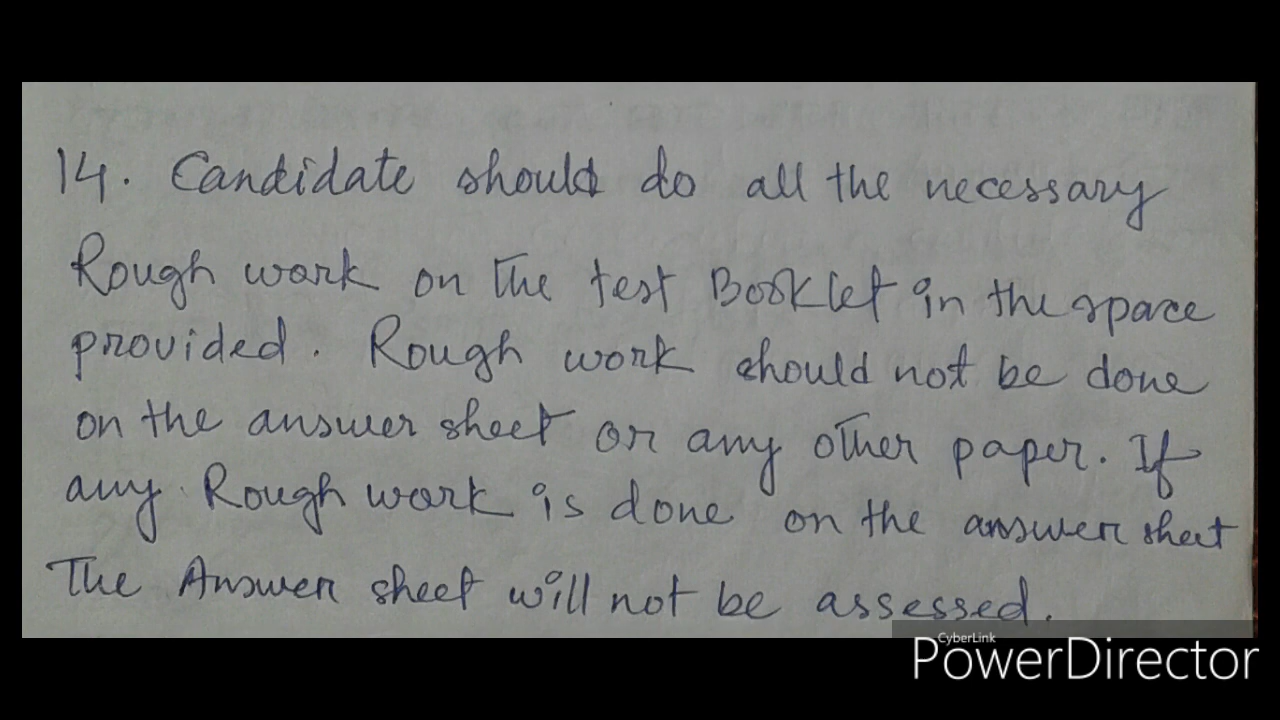 14. Candidate should do all the necessary
Rough work on The test Booklet in the space
provided. Rough work should not be done
on the answer sheet or any other paper. If
any Rough work is done on the answer sheet
The Answer sheet will not be assessed.
CyberLink
PowerDirector